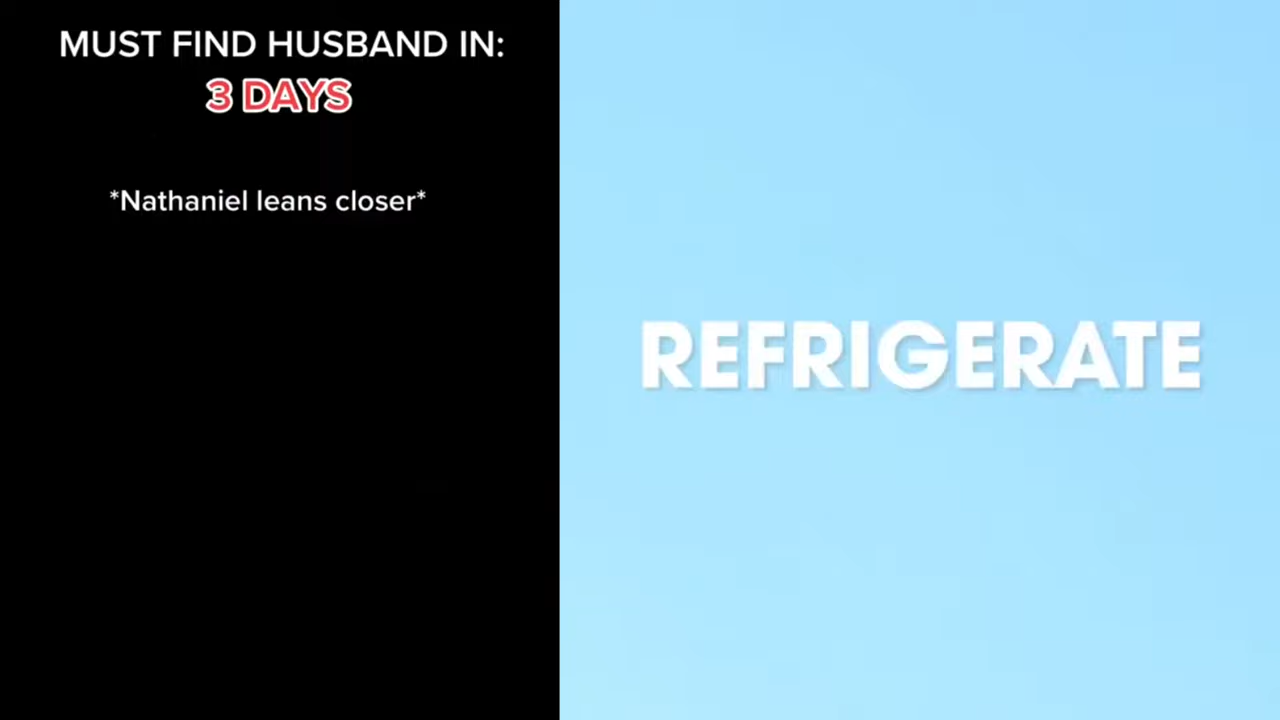 MUST FIND HUSBAND IN:
3 DAYS
*Nathaniel leans closer*
REFRIGERATE